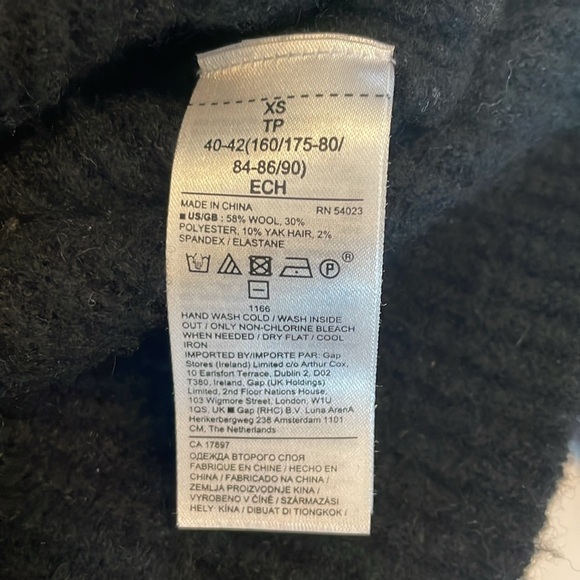 XS
TP
40-42(160/175-80/
84-86/90)
ECH
MADE IN CHINA RN 54023
■ US/GB : 58% WOOL, 30%
POLYESTER, 10% YAK HAIR, 2%
SPANDEX / ELASTANE
P ®
1166
HAND WASH COLD / WASH INSIDE
OUT / ONLY NON-CHLORINE BLEACH
WHEN NEEDED / DRY FLAT / COOL
IRON
IMPORTED BY/IMPORTE PAR: Gap
Stores (Ireland) Limited c/o Arthur Cox,
10 Earlsfort Terrace, Dublin 2, D02
T380, Ireland, Gap (UK Holdings)
Limited, 2nd Floor Nations House,
103 Wigmore Street, London, W1U
1QS, UK ■ Gap (RHC) B.V. Luna ArenA
Herikerbergweg 238 Amsterdam 1101
CM, The Netherlands
CA 17897
ОДЕЖДА ВТОРОГО СЛОЯ
FABRIQUE EN CHINE / HECHO EN
CHINA / FABRICADO NA CHINA /
ZEMLJA PROIZVODNJE KINA /
VYROBENO V ČÍNĚ / SZÁRMAZÁSI
HELY KÍNA / DIBUAT DI TIONGKOK /